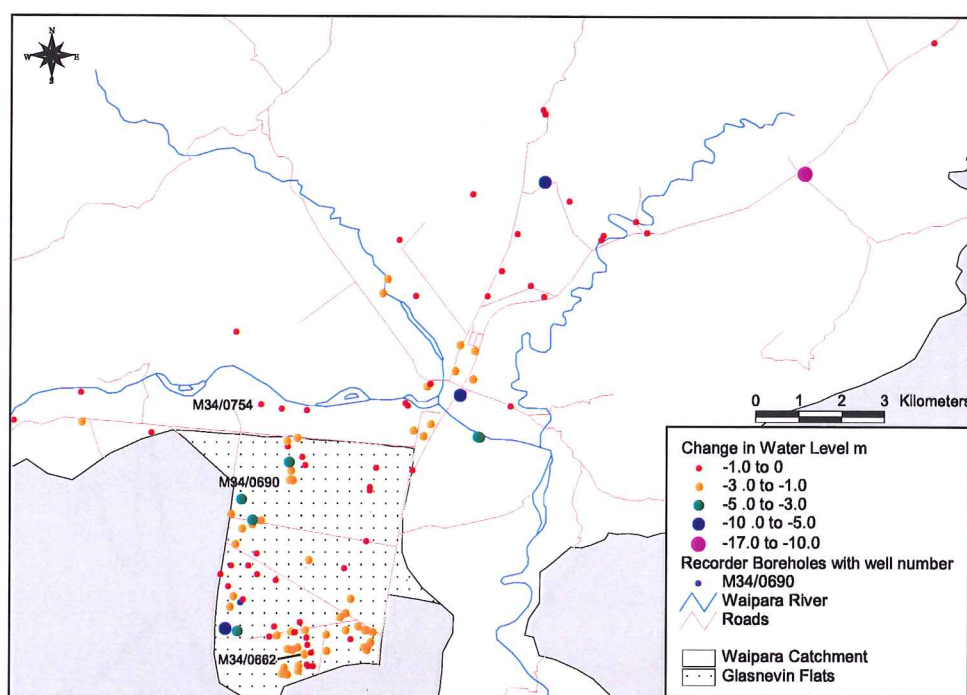 N
W E
S
M34/0754
0 1 2 3 Kilometers
M34/0690
Change in Water Level m
-1.0 to 0
-3 .0 to -1.0
-5 .0 to -3.0
-10 .0 to -5.0
-17.0 to -10.0
Recorder Boreholes with well number
M34/0690
Waipara River
Roads
Waipara Catchment
Glasnevin Flats
M34/0662